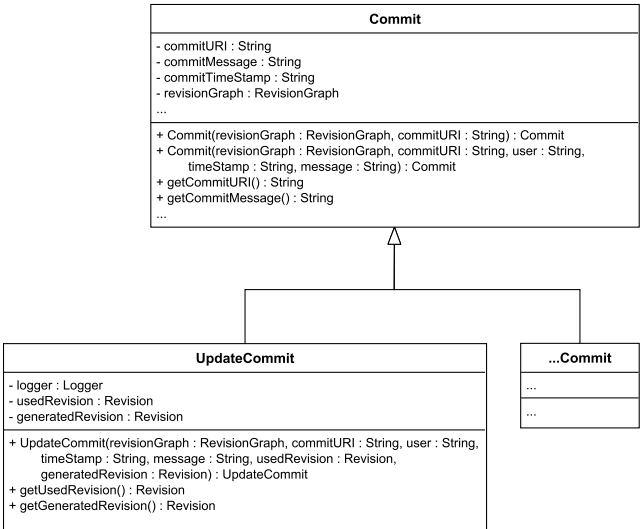 Commit
- commitURI : String
- commitMessage : String
- commitTimeStamp : String
- revisionGraph : RevisionGraph
...
+ Commit(revisionGraph : RevisionGraph, commitURI : String) : Commit
+ Commit(revisionGraph : RevisionGraph, commitURI : String, user : String,
timeStamp : String, message : String) : Commit
+ getCommitURI() : String
+ getCommitMessage() : String
...
UpdateCommit
- logger : Logger
- usedRevision : Revision
- generatedRevision : Revision
+ UpdateCommit(revisionGraph : RevisionGraph, commitURI : String, user : String,
timeStamp : String, message : String, usedRevision : Revision,
generatedRevision : Revision) : UpdateCommit
+ getUsedRevision() : Revision
+ getGeneratedRevision() : Revision
...Commit
...
...